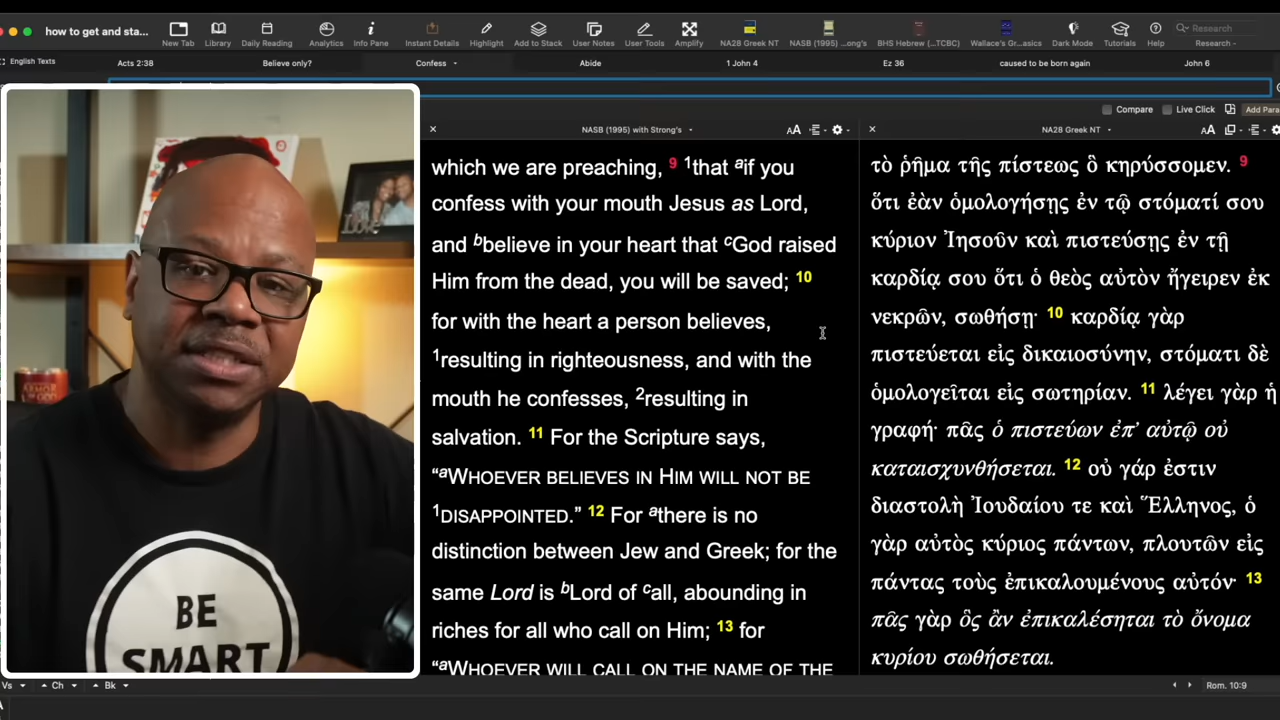 how to get and sta...
New Tab
Library
Daily Reading
Analytics
Info Pane
Instant Details
Highlight
Add to Stack
User Notes
User Tools
Amplify
NA28 Greek NT
NASB (1995) ...ong's
BHS Hebrew (...TCBC)
Wallace's Gr...asics
Dark Mode
Tutorials
Help
Research
Research
English Texts
Acts 2:38
Believe only?
Confess
Abide
1 John 4
Ez 36
caused to be born again
John 6
Compare
Live Click
Add Para
NASB (1995) with Strong's
AA
NA28 Greek NT
AA
which we are preaching, 9 1that aif you
confess with your mouth Jesus as Lord,
and bbelieve in your heart that cGod raised
Him from the dead, you will be saved; 10
for with the heart a person believes,
1resulting in righteousness, and with the
mouth he confesses, 2resulting in
salvation. 11 For the Scripture says,
“aWHOEVER BELIEVES IN HIM WILL NOT BE
1DISAPPOINTED.” 12 For athere is no
distinction between Jew and Greek; for the
same Lord is bLord of call, abounding in
riches for all who call on Him; 13 for
“aWHOEVER WILL CALL ON THE NAME OF THE
τὸ ῥῆμα τῆς πίστεως ὃ κηρύσσομεν. 9
ὅτι ἐὰν ὁμολογήσῃς ἐν τῷ στόματί σου
κύριον Ἰησοῦν καὶ πιστεύσῃς ἐν τῇ
καρδίᾳ σου ὅτι ὁ θεὸς αὐτὸν ἤγειρεν ἐκ
νεκρῶν, σωθήσῃ· 10 καρδίᾳ γὰρ
πιστεύεται εἰς δικαιοσύνην, στόματι δὲ
ὁμολογεῖται εἰς σωτηρίαν. 11 λέγει γὰρ ἡ
γραφή· πᾶς ὁ πιστεύων ἐπ’ αὐτῷ οὐ
καταισχυνθήσεται. 12 οὐ γάρ ἐστιν
διαστολὴ Ἰουδαίου τε καὶ Ἕλληνος, ὁ
γὰρ αὐτὸς κύριος πάντων, πλουτῶν εἰς
πάντας τοὺς ἐπικαλουμένους αὐτόν· 13
πᾶς γὰρ ὃς ἂν ἐπικαλέσηται τὸ ὄνομα
κυρίου σωθήσεται.
BE
SMART
Vs
Ch
Bk
Rom. 10:9